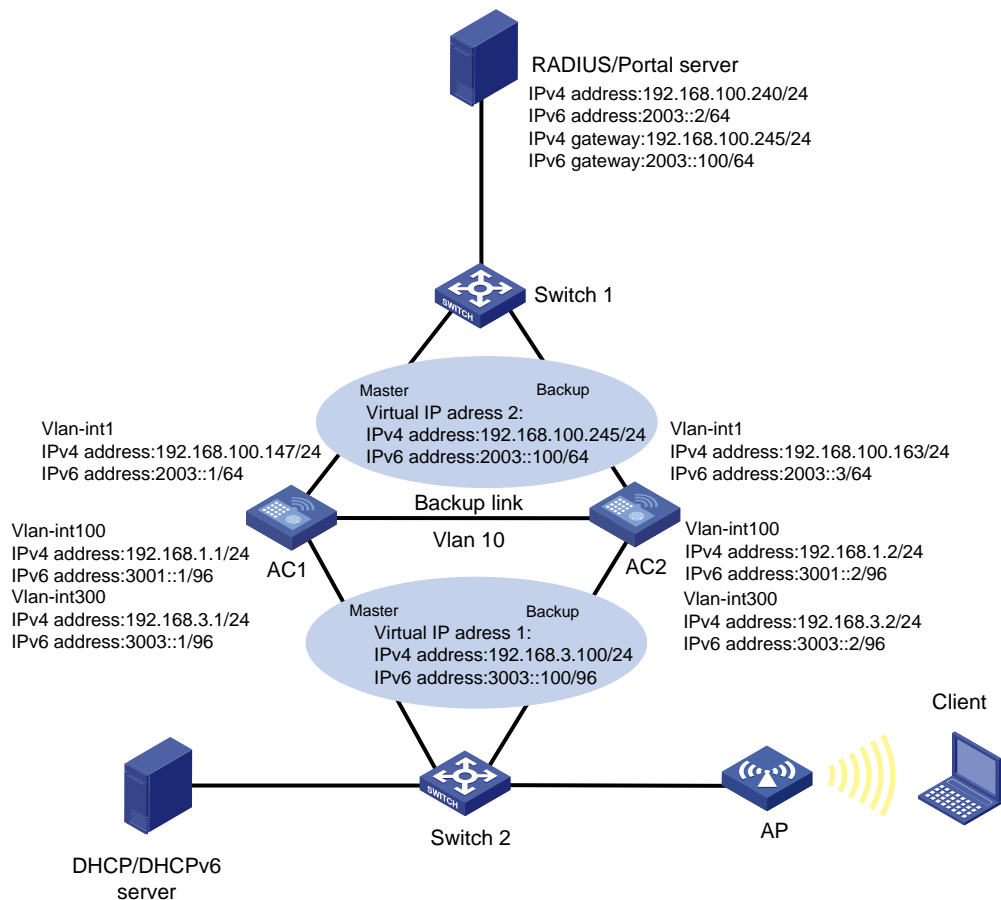 RADIUS/Portal server
IPv4 address:192.168.100.240/24
IPv6 address:2003::2/64
IPv4 gateway:192.168.100.245/24
IPv6 gateway:2003::100/64
SWITCH
Switch 1
Master
Backup
Virtual IP adress 2:
IPv4 address:192.168.100.245/24
IPv6 address:2003::100/64
Vlan-int1
IPv4 address:192.168.100.147/24
IPv6 address:2003::1/64
Vlan-int1
IPv4 address:192.168.100.163/24
IPv6 address:2003::3/64
Backup link
Vlan 10
AC1
AC2
Vlan-int100
IPv4 address:192.168.1.1/24
IPv6 address:3001::1/96
Vlan-int300
IPv4 address:192.168.3.1/24
IPv6 address:3003::1/96
Vlan-int100
IPv4 address:192.168.1.2/24
IPv6 address:3001::2/96
Vlan-int300
IPv4 address:192.168.3.2/24
IPv6 address:3003::2/96
Master
Backup
Virtual IP adress 1:
IPv4 address:192.168.3.100/24
IPv6 address:3003::100/96
Client
SWITCH
Switch 2
AP
DHCP/DHCPv6
server